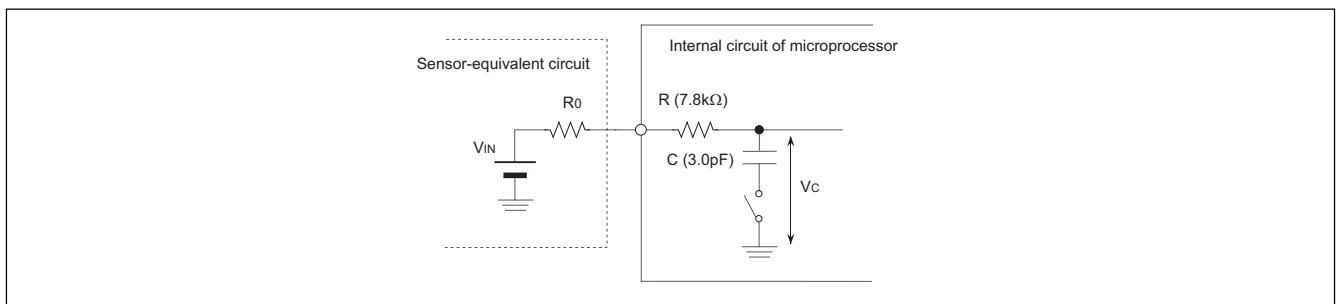 Internal circuit of microprocessor
Sensor-equivalent circuit
R0
R (7.8kΩ)
VIN
C (3.0pF)
VC